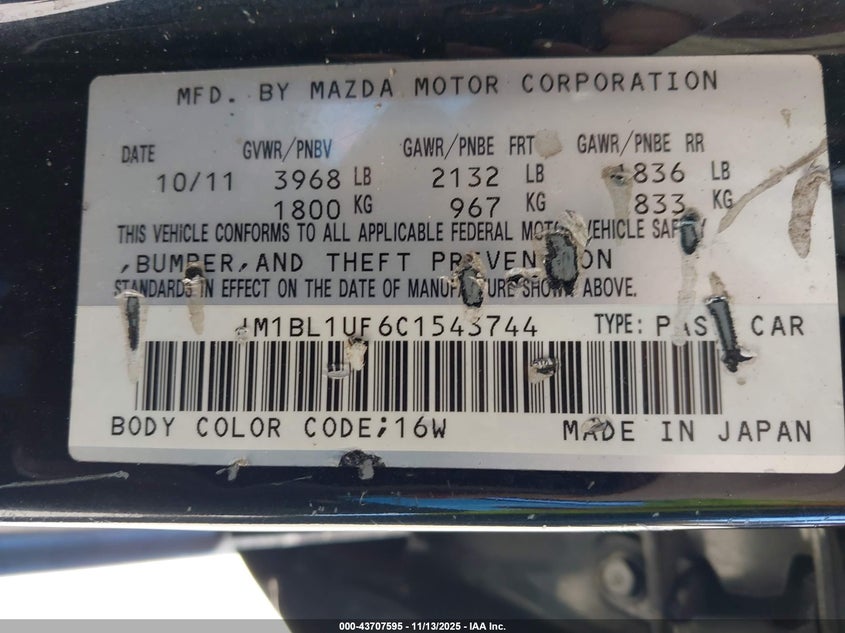 MFD. BY MAZDA MOTOR CORPORATION
DATE GVWR/PNBV GAWR/PNBE FRT GAWR/PNBE RR
10/11 3968 LB 2132 LB 1836 LB
1800 KG 967 KG 833 KG
THIS VEHICLE CONFORMS TO ALL APPLICABLE FEDERAL MOTOR VEHICLE SAFETY
,BUMPER,AND THEFT PREVENTION
STANDARDS IN EFFECT ON THE DATE OF MANUFACTURE SHOWN ABOVE.
JM1BL1UF6C1543744 TYPE: PASS CAR
BODY COLOR CODE;16W MADE IN JAPAN
000-43707595 - 11/13/2025 - IAA Inc.